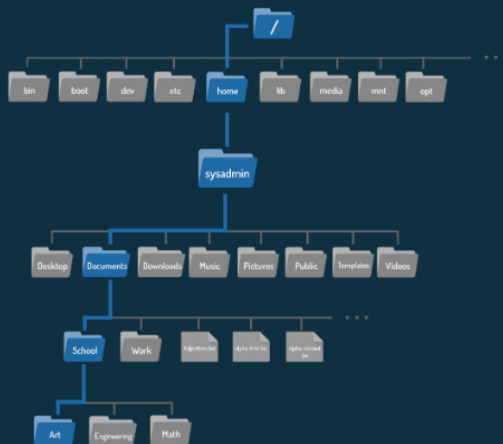 /
bin boot dev etc home lib media mnt opt
sysadmin
Desktop Documents Downloads Music Pictures Public Templates Videos
School Work
Art Engineering Math